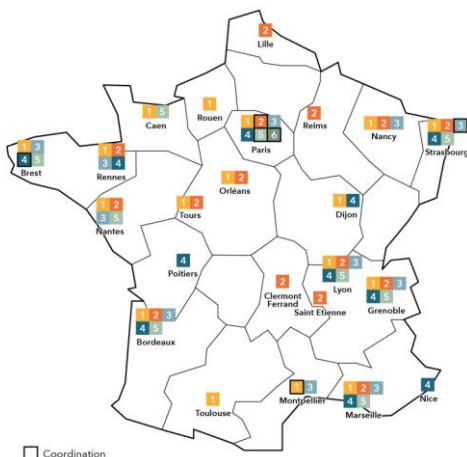 2
Lille
1 5
Caen
1
Rouen
1 2 3
4 5 6
Paris
2
Reims
1 2 3
Nancy
1 2 3
4 5
Strasbourg
1 3
4 5
Brest
1 2
3 4
Rennes
1 2
Orléans
1 2
3 5
Nantes
1 2
Tours
1 4
Dijon
4
Poitiers
2
Clermont
Ferrand
2
Saint Etienne
1 2 3
4 5
Lyon
1 2 3
4 5
Grenoble
1 2 3
4 5
Bordeaux
1
Toulouse
1 3
Montpellier
1 2 3
4 5
Marseille
4
Nice
Coordination